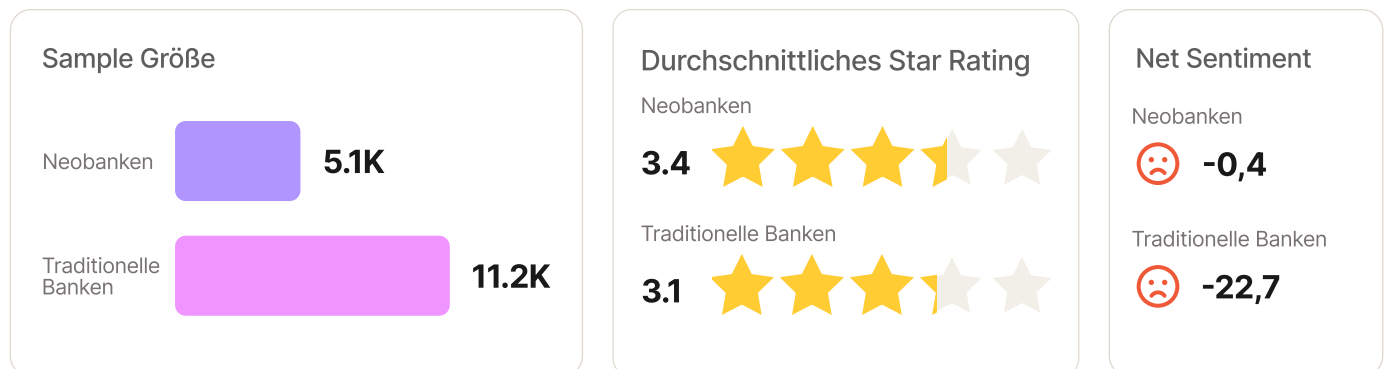 Sample Größe
Neobanken
5.1K
Traditionelle
Banken
11.2K
Durchschnittliches Star Rating
Neobanken
3.4
Traditionelle Banken
3.1
Net Sentiment
Neobanken
-0,4
Traditionelle Banken
-22,7